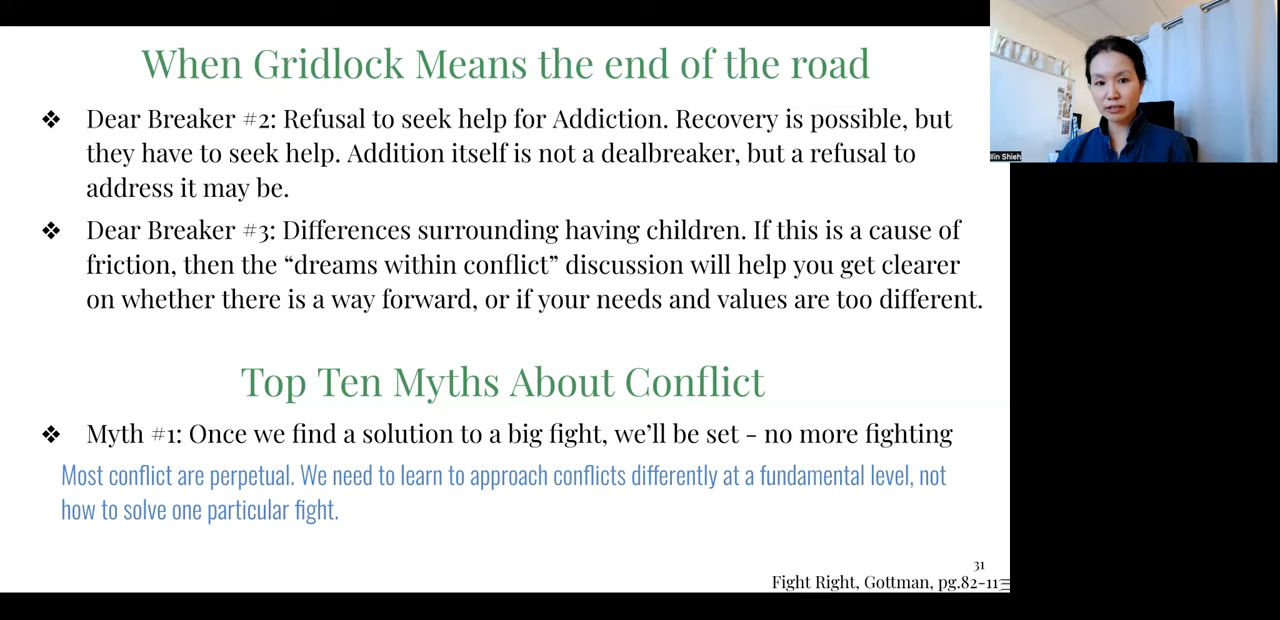 When Gridlock Means the end of the road
❖ Dear Breaker #2: Refusal to seek help for Addiction. Recovery is possible, but
they have to seek help. Addition itself is not a dealbreaker, but a refusal to
address it may be.
❖ Dear Breaker #3: Differences surrounding having children. If this is a cause of
friction, then the “dreams within conflict” discussion will help you get clearer
on whether there is a way forward, or if your needs and values are too different.
Top Ten Myths About Conflict
❖ Myth #1: Once we find a solution to a big fight, we’ll be set - no more fighting
Most conflict are perpetual. We need to learn to approach conflicts differently at a fundamental level, not
how to solve one particular fight.
31
Fight Right, Gottman, pg.82-11
lin Shieh